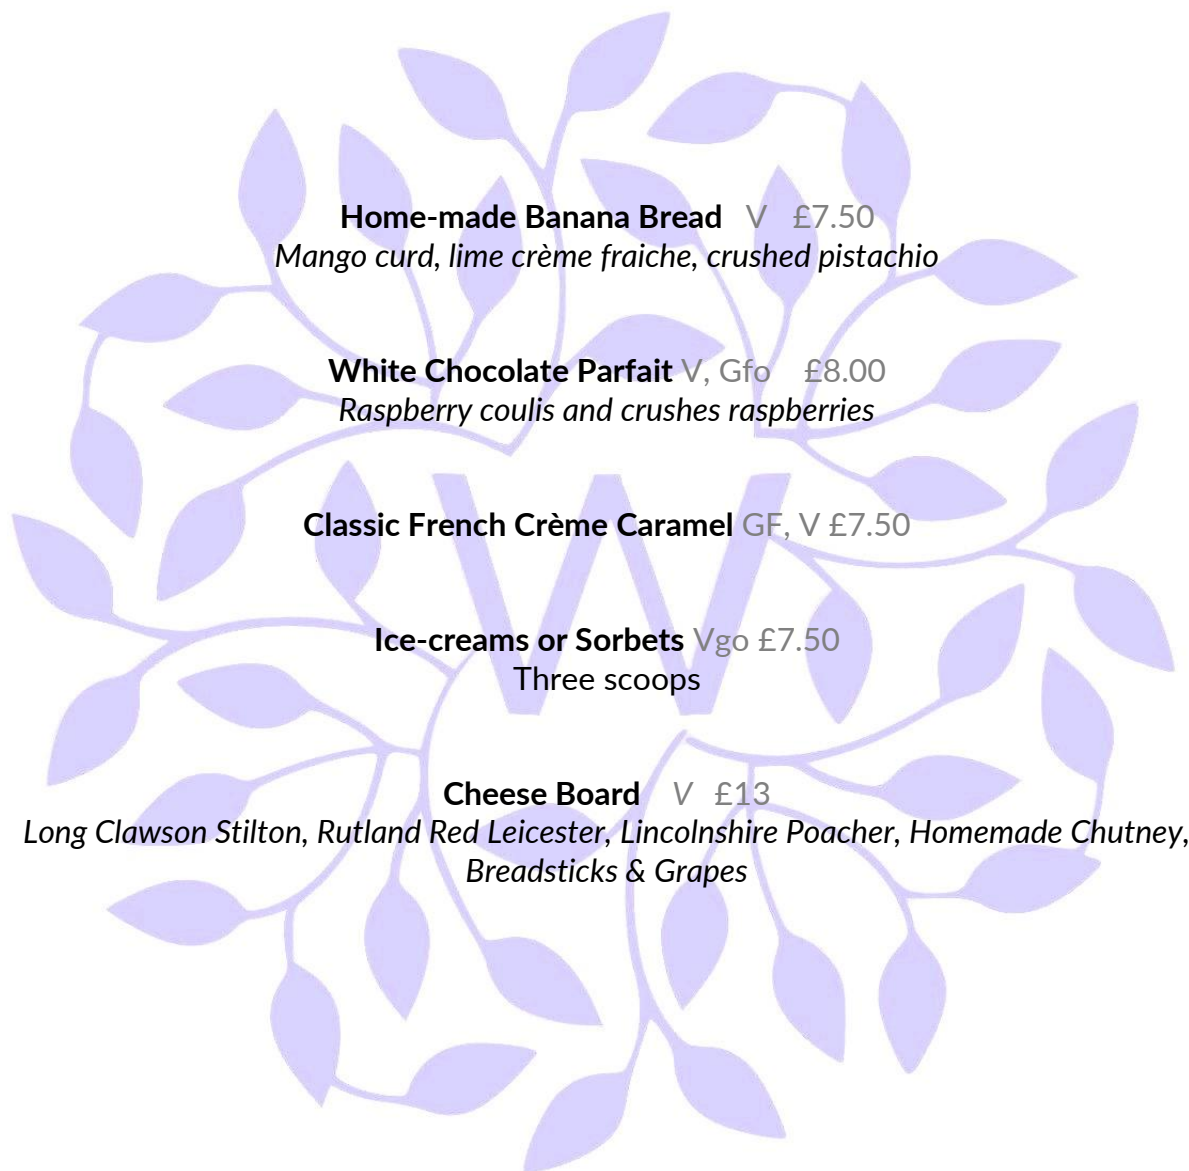 Home-made Banana Bread V £7.50
Mango curd, lime crème fraiche, crushed pistachio
White Chocolate Parfait V, Gfo £8.00
Raspberry coulis and crushes raspberries
W
Classic French Crème Caramel GF, V £7.50
Ice-creams or Sorbets Vgo £7.50
Three scoops
Cheese Board V £13
Long Clawson Stilton, Rutland Red Leicester, Lincolnshire Poacher, Homemade Chutney,
Breadsticks & Grapes